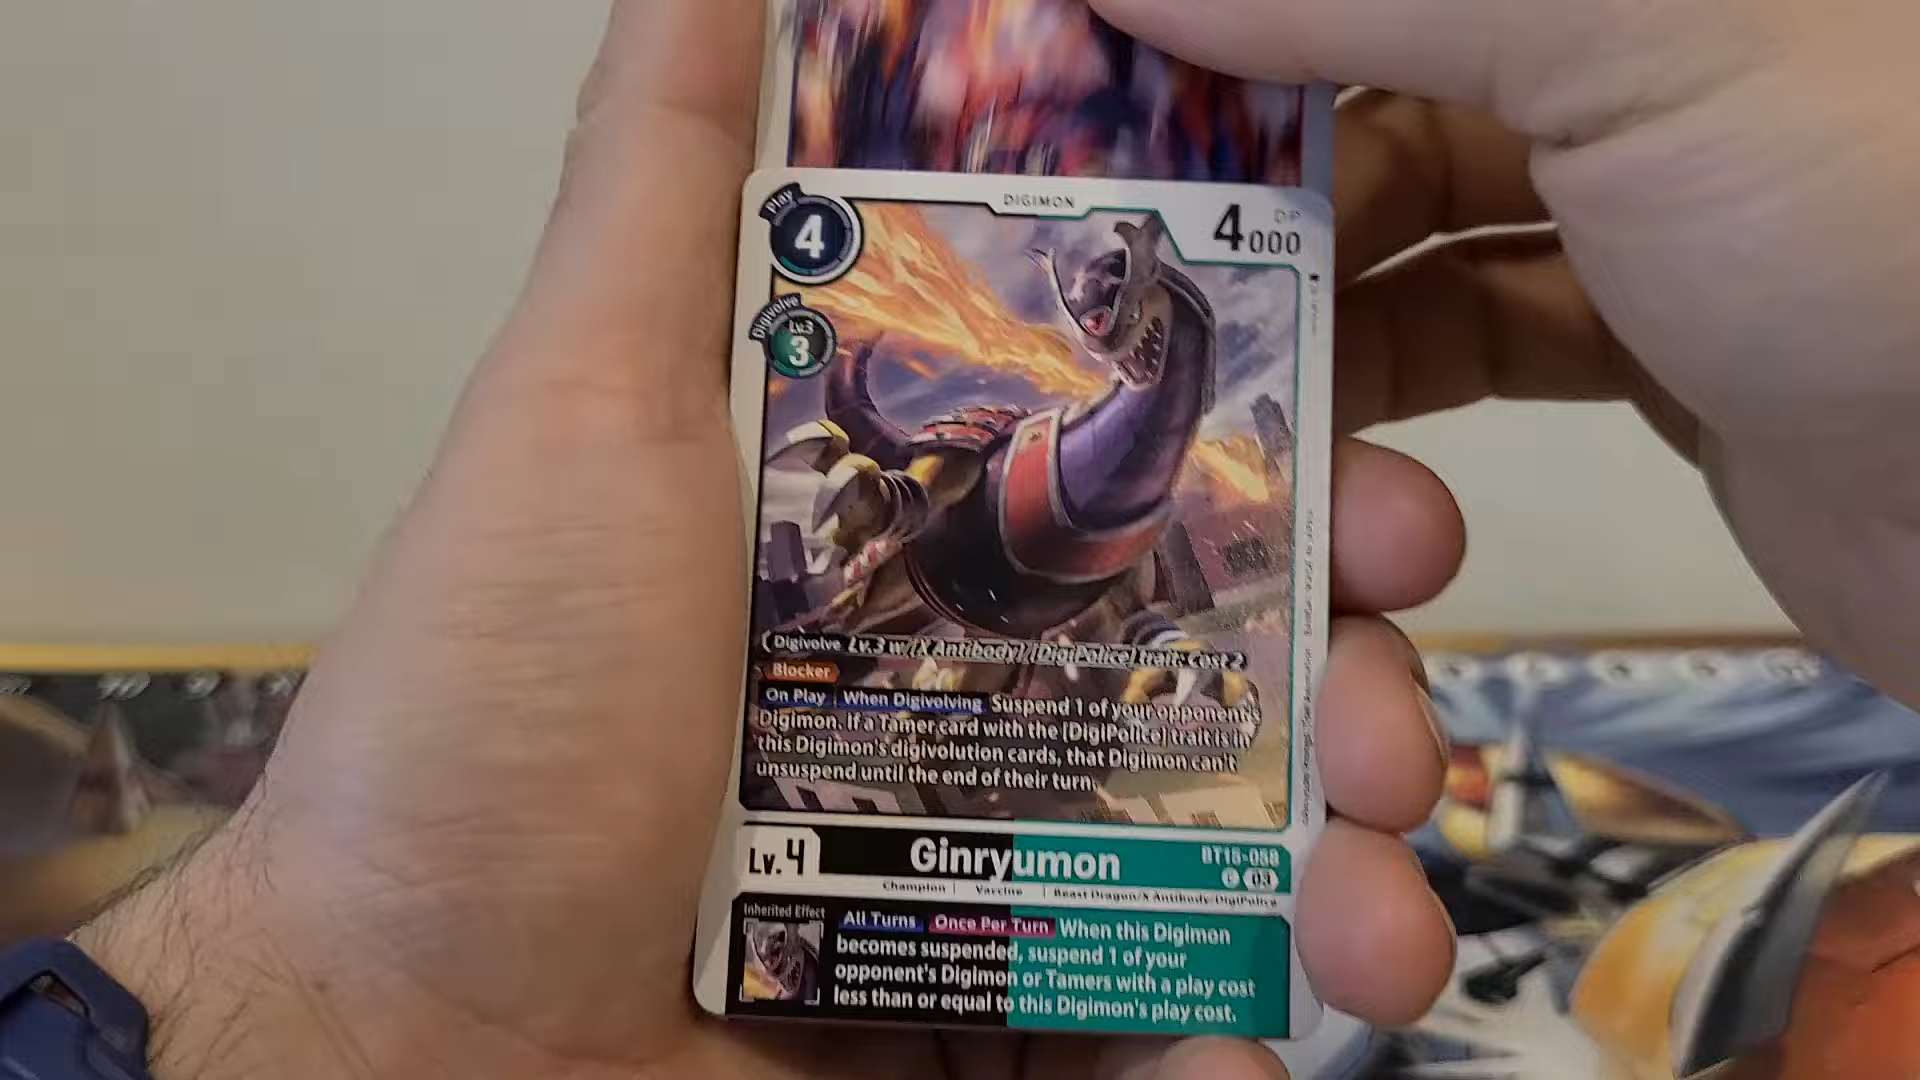 Play
4
DIGIMON
DP
4000
Digivolve
Lv.3
3
Digivolve Lv.3 w/[X Antibody]/[DigiPolice] trait: Cost 2
Blocker
On Play When Digivolving Suspend 1 of your opponent's
Digimon. If a Tamer card with the [DigiPolice] trait is in
this Digimon's digivolution cards, that Digimon can't
unsuspend until the end of their turn.
Lv.4
Ginryumon
BT15-058
C 03
Champion | Vaccine | Beast Dragon/X Antibody/DigiPolice
Inherited Effect
All Turns Once Per Turn When this Digimon
becomes suspended, suspend 1 of your
opponent's Digimon or Tamers with a play cost
less than or equal to this Digimon's play cost.